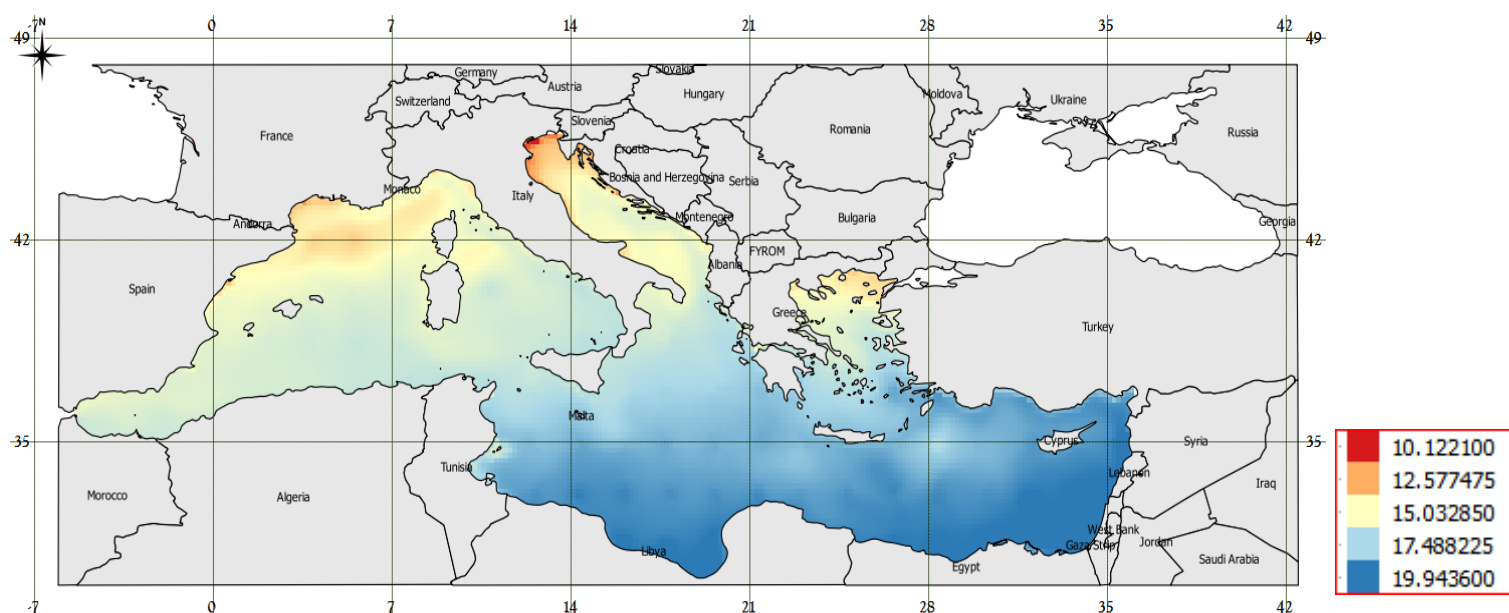 -7 N 0 7 14 21 28 35 42
49 49
Germany Slovakia
Austria
Switzerland Hungary Moldova Ukraine
France Slovenia Romania Russia
Croatia
Bosnia and Herzegovina Serbia
Monaco Italy
Andorra Montenegro Bulgaria Georgia
42 42
FYROM
Albania
Spain
Greece Turkey
Malta
35 Cyprus Syria 35
10.122100
Tunisia Lebanon
12.577475
Morocco Algeria Iraq
15.032850
West Bank
Libya Gaza Strip Jordan
17.488225
Egypt Saudi Arabia
19.943600
-7 0 7 14 21 28 35 42